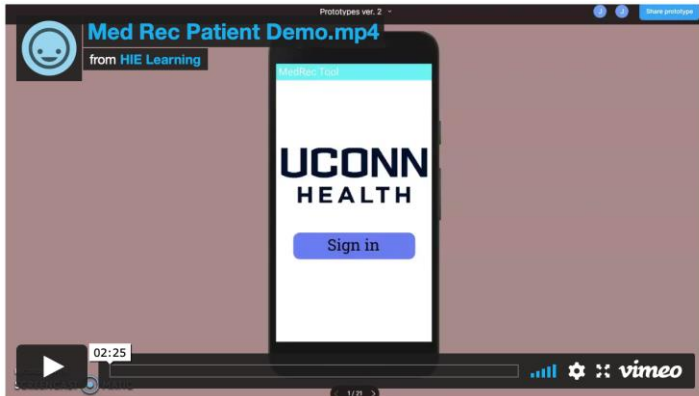 Prototypes ver. 2
J
J
Share prototype
Med Rec Patient Demo.mp4
from HIE Learning
MedRec Tool
UCONN
HEALTH
Sign in
02:25
vimeo
1/21